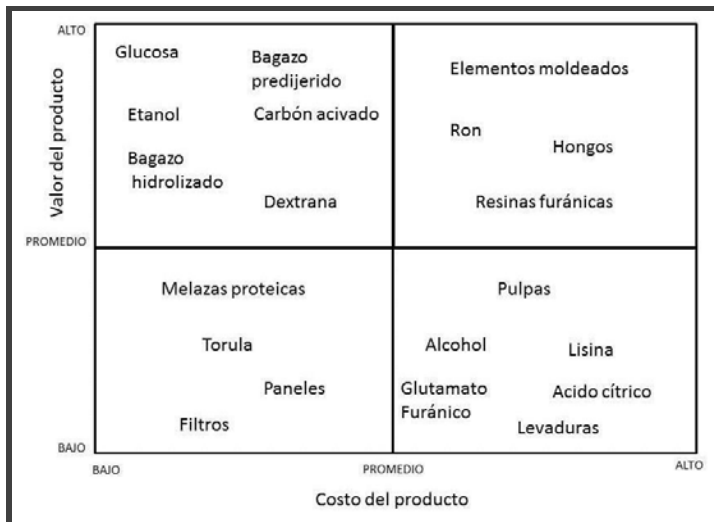 ALTO
Glucosa
Bagazo
predijerido
Elementos moldeados
Etanol
Carbón acivado
Ron
Hongos
Bagazo
hidrolizado
Dextrana
Resinas furánicas
Valor del producto
PROMEDIO
Melazas proteicas
Pulpas
Torula
Alcohol
Lisina
Paneles
Glutamato
Furánico
Acido cítrico
Filtros
Levaduras
BAJO
BAJO
PROMEDIO
ALTO
Costo del producto